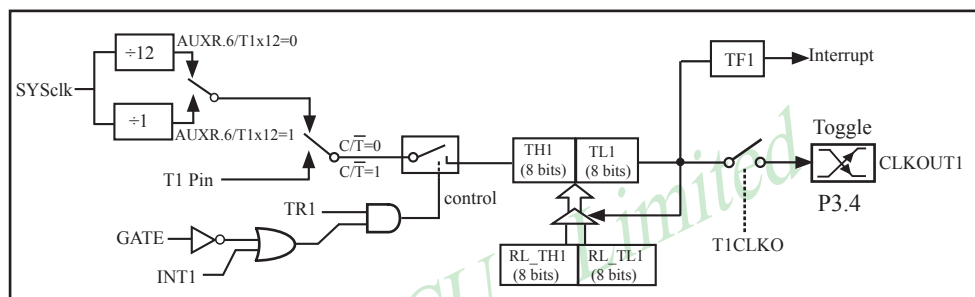 ÷12
AUXR.6/T1x12=0
SYSclk
÷1
AUXR.6/T1x12=1
C/T̅=0
C/T̅=1
T1 Pin
TR1
control
GATE
INT1
TH1
(8 bits)
TL1
(8 bits)
RL_TH1
(8 bits)
RL_TL1
(8 bits)
TF1
Interrupt
Toggle
CLKOUT1
P3.4
T1CLKO
Limited